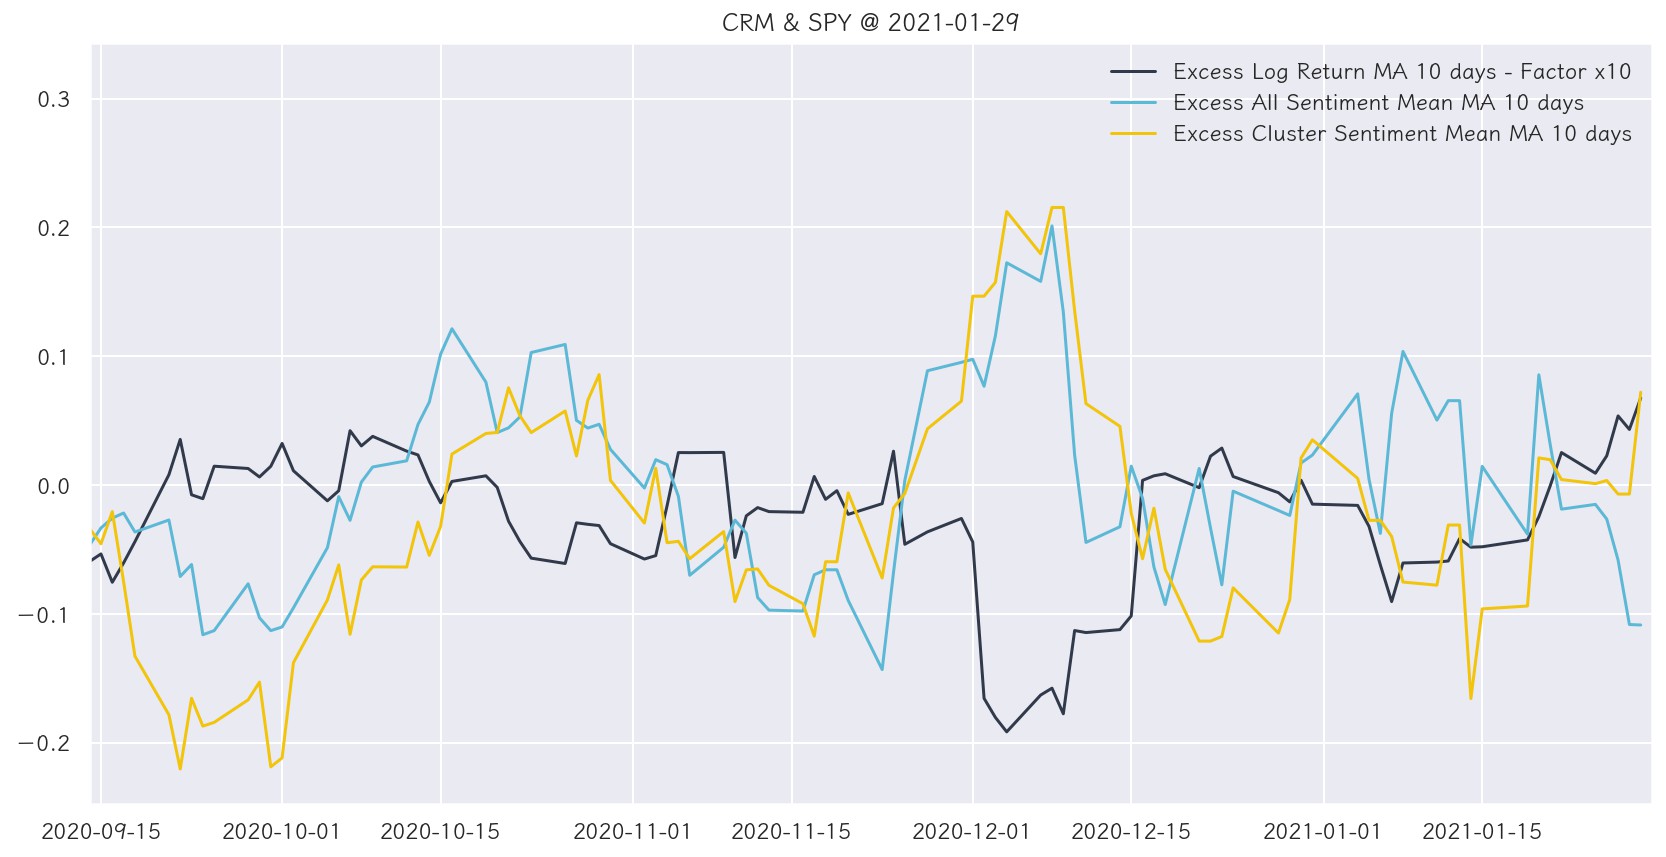 CRM & SPY @ 2021-01-29
Excess Log Return MA 10 days - Factor x10
Excess All Sentiment Mean MA 10 days
Excess Cluster Sentiment Mean MA 10 days
0.3
0.2
0.1
0.0
−0.1
−0.2
2020-09-15 2020-10-01 2020-10-15 2020-11-01 2020-11-15 2020-12-01 2020-12-15 2021-01-01 2021-01-15